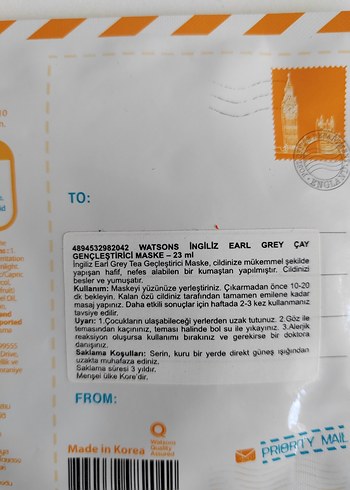 TO:
4894532982042 WATSONS İNGİLİZ EARL GREY ÇAY
GENÇLEŞTİRİCİ MASKE – 23 ml
İngiliz Earl Grey Tea Geçleştirici Maske, cildinize mükemmel şekilde
yapışan hafif, nefes alabilen bir kumaştan yapılmıştır. Cildinizi
besler ve yumuşatır.
Kullanım: Maskeyi yüzünüze yerleştiriniz. Çıkarmadan önce 10-20
dk bekleyin. Kalan özü cildiniz tarafından tamamen emilene kadar
masaj yapınız. Daha etkili sonuçlar için haftada 2-3 kez kullanmanız
tavsiye edilir.
Uyarı: 1.Çocukların ulaşabileceği yerlerden uzak tutunuz. 2.Göz ile
temasından kaçınınız, teması halinde bol su ile yıkayınız. 3.Alerjik
reaksiyon oluşursa kullanımı bırakınız ve gerekirse bir doktora
danışınız.
Saklama Koşulları: Serin, kuru bir yerde direkt güneş ışığından
uzakta muhafaza ediniz.
Saklama süresi 3 yıldır.
Menşei ülke Kore'dir.
FROM:
Made in Korea
Watsons
Quality
Assured
PRIORITY MAIL